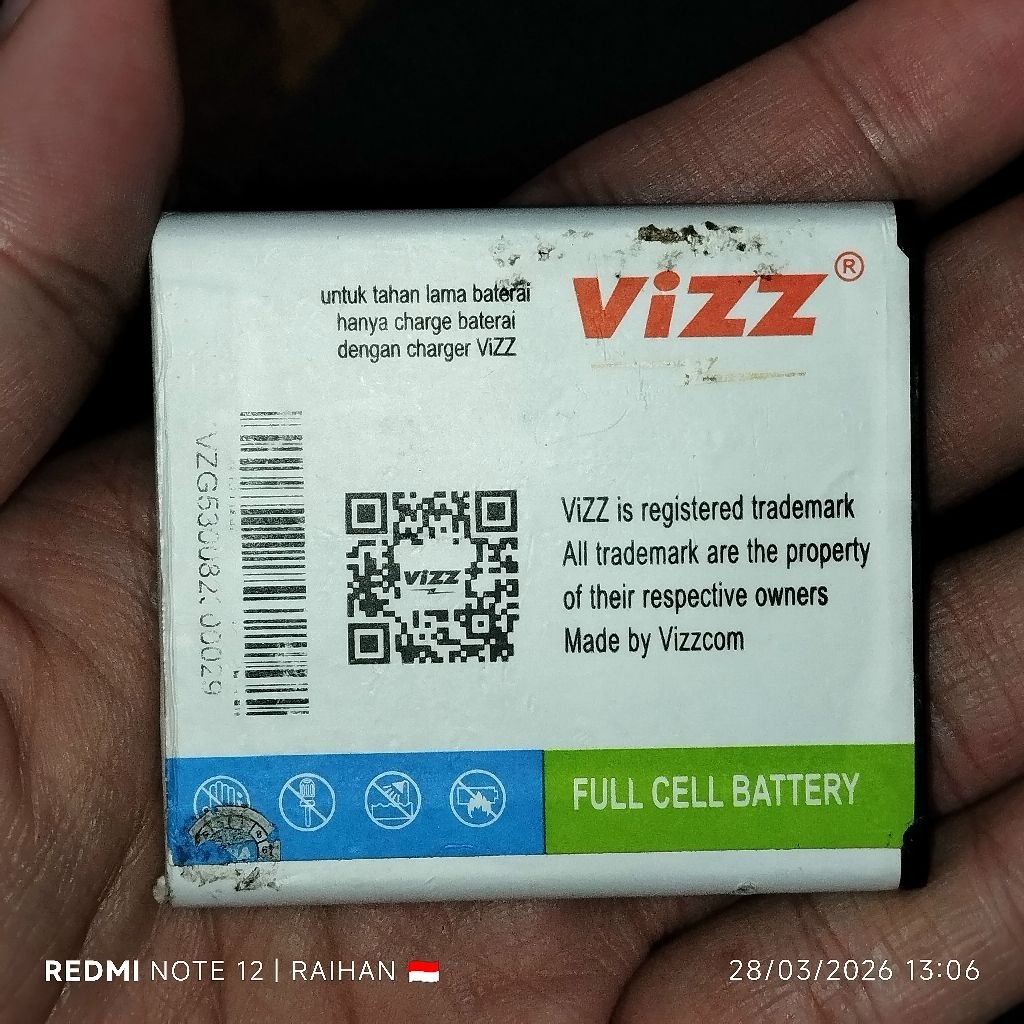 ViZZ®
untuk tahan lama baterai
hanya charge baterai
dengan charger ViZZ
ViZZ
ViZZ is registered trademark
All trademark are the property
of their respective owners
Made by Vizzcom
FULL CELL BATTERY
REDMI NOTE 12 | RAIHAN
28/03/2026 13:06